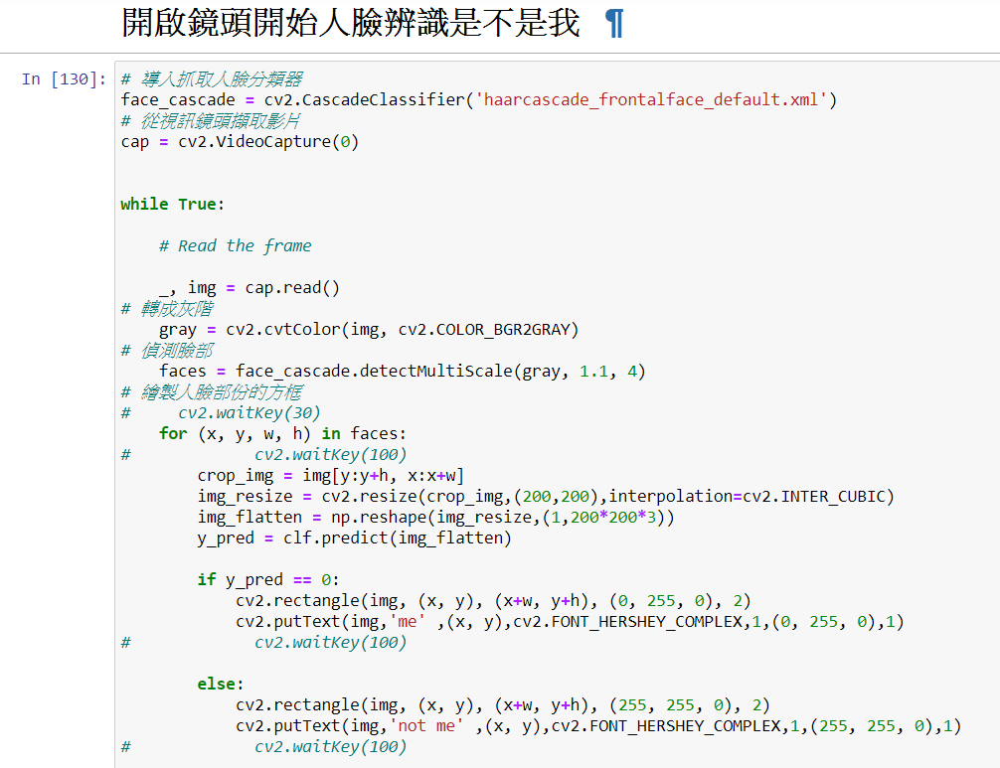 開啟鏡頭開始人臉辨識是不是我 ¶
In [130]: # 導入抓取人臉分類器
face_cascade = cv2.CascadeClassifier('haarcascade_frontalface_default.xml')
# 從視訊鏡頭擷取影片
cap = cv2.VideoCapture(0)
while True:
    # Read the frame
    _, img = cap.read()
# 轉成灰階
    gray = cv2.cvtColor(img, cv2.COLOR_BGR2GRAY)
# 偵測臉部
    faces = face_cascade.detectMultiScale(gray, 1.1, 4)
# 繪製人臉部份的方框
#     cv2.waitKey(30)
    for (x, y, w, h) in faces:
#             cv2.waitKey(100)
        crop_img = img[y:y+h, x:x+w]
        img_resize = cv2.resize(crop_img,(200,200),interpolation=cv2.INTER_CUBIC)
        img_flatten = np.reshape(img_resize,(1,200*200*3))
        y_pred = clf.predict(img_flatten)
        if y_pred == 0:
            cv2.rectangle(img, (x, y), (x+w, y+h), (0, 255, 0), 2)
            cv2.putText(img,'me' ,(x, y),cv2.FONT_HERSHEY_COMPLEX,1,(0, 255, 0),1)
#             cv2.waitKey(100)
        else:
            cv2.rectangle(img, (x, y), (x+w, y+h), (255, 255, 0), 2)
            cv2.putText(img,'not me' ,(x, y),cv2.FONT_HERSHEY_COMPLEX,1,(255, 255, 0),1)
#             cv2.waitKey(100)